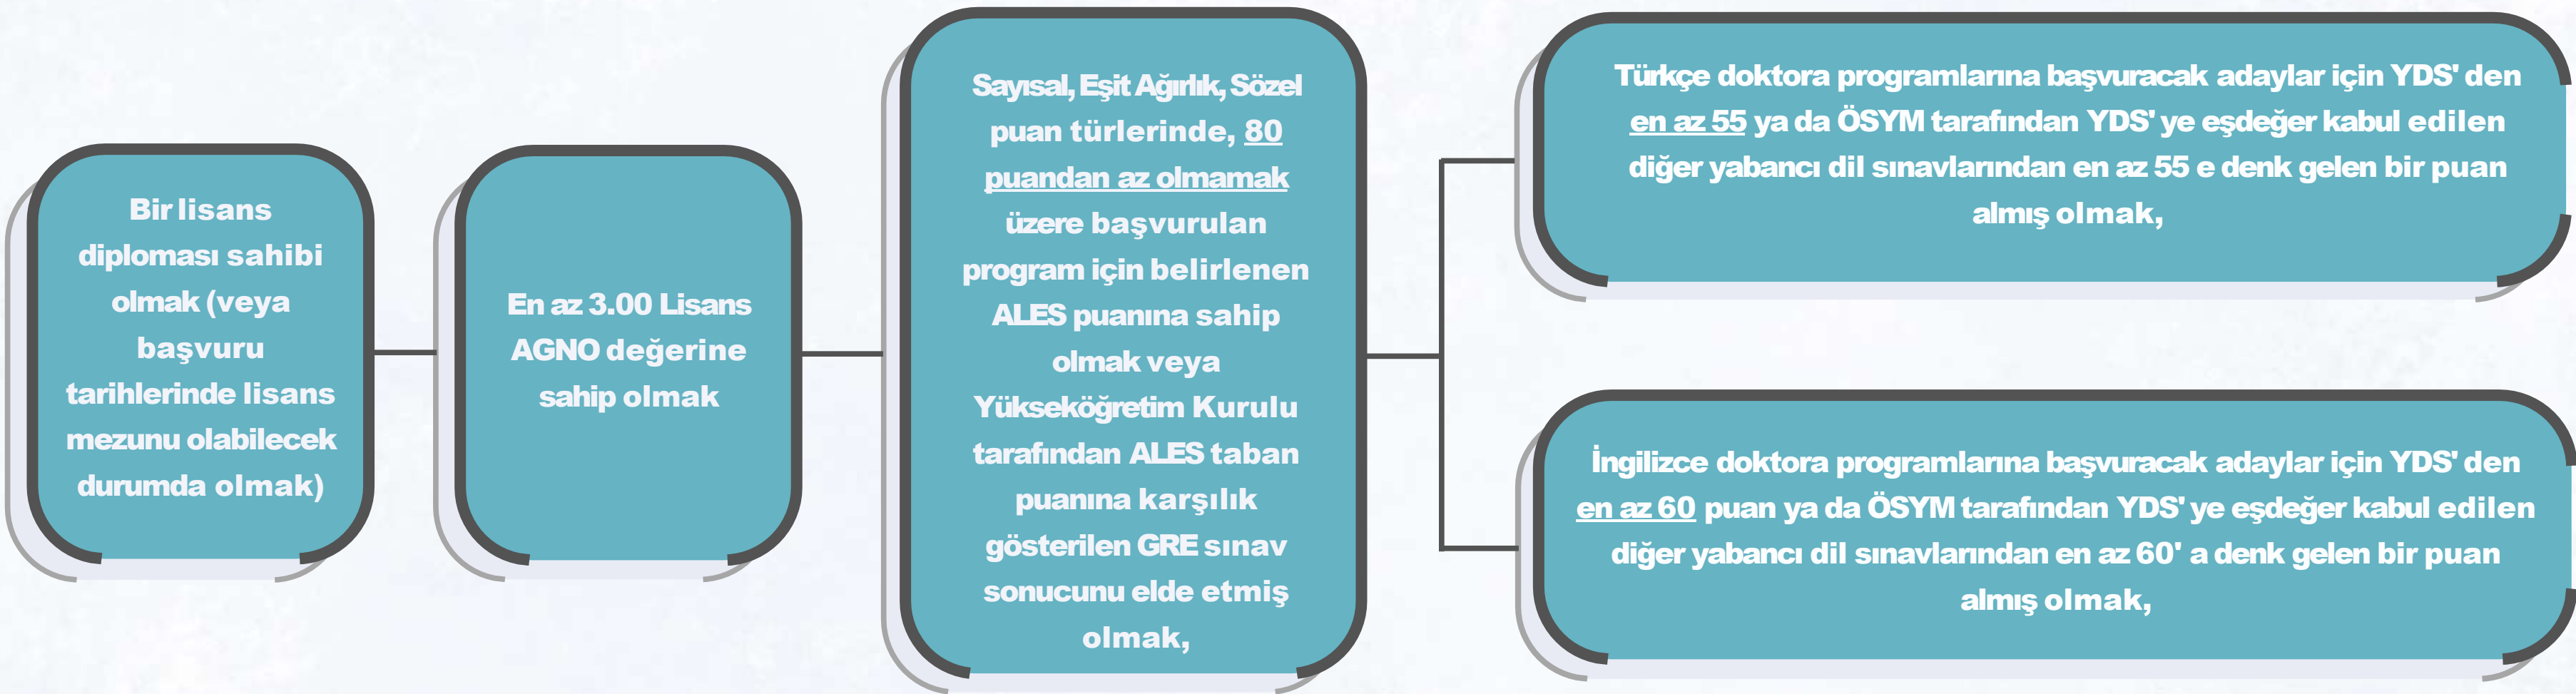 Bir lisans
diploması sahibi
olmak (veya
başvuru
tarihlerinde lisans
mezunu olabilecek
durumda olmak)
En az 3.00 Lisans
AGNO değerine
sahip olmak
Sayısal, Eşit Ağırlık, Sözel
puan türlerinde, 80
puandan az olmamak
üzere başvurulan
program için belirlenen
ALES puanına sahip
olmak veya
Yükseköğretim Kurulu
tarafından ALES taban
puanına karşılık
gösterilen GRE sınav
sonucunu elde etmiş
olmak,
Türkçe doktora programlarına başvuracak adaylar için YDS' den
en az 55 ya da ÖSYM tarafından YDS' ye eşdeğer kabul edilen
diğer yabancı dil sınavlarından en az 55 e denk gelen bir puan
almış olmak,
İngilizce doktora programlarına başvuracak adaylar için YDS' den
en az 60 puan ya da ÖSYM tarafından YDS' ye eşdeğer kabul edilen
diğer yabancı dil sınavlarından en az 60' a denk gelen bir puan
almış olmak,